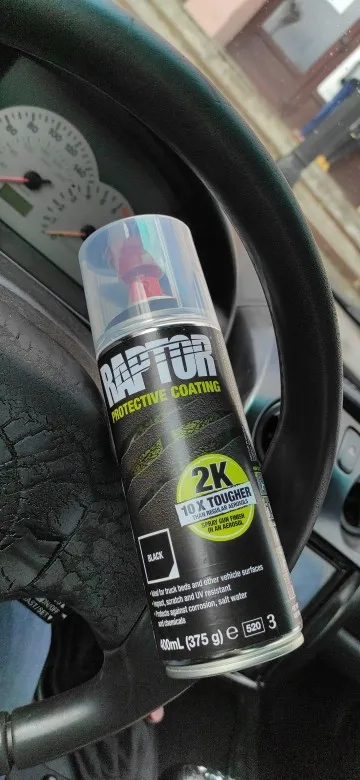 RAPTOR
PROTECTIVE COATING
2K
10 X TOUGHER
THAN REGULAR AEROSOLS
SPRAY GUN FINISH
IN AN AEROSOL
BLACK
• Ideal for truck beds and other vehicle surfaces
• Impact, scratch and UV resistant
• Protects against corrosion, salt water
and chemicals
400mL (375 g) e 520 3